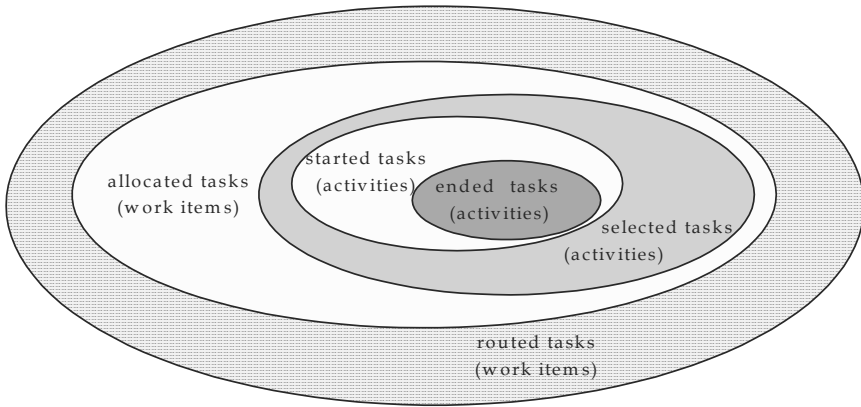 started tasks
(activities)
allocated tasks
(work items)
ended tasks
(activities)
selected tasks
(activities)
routed tasks
(work items)